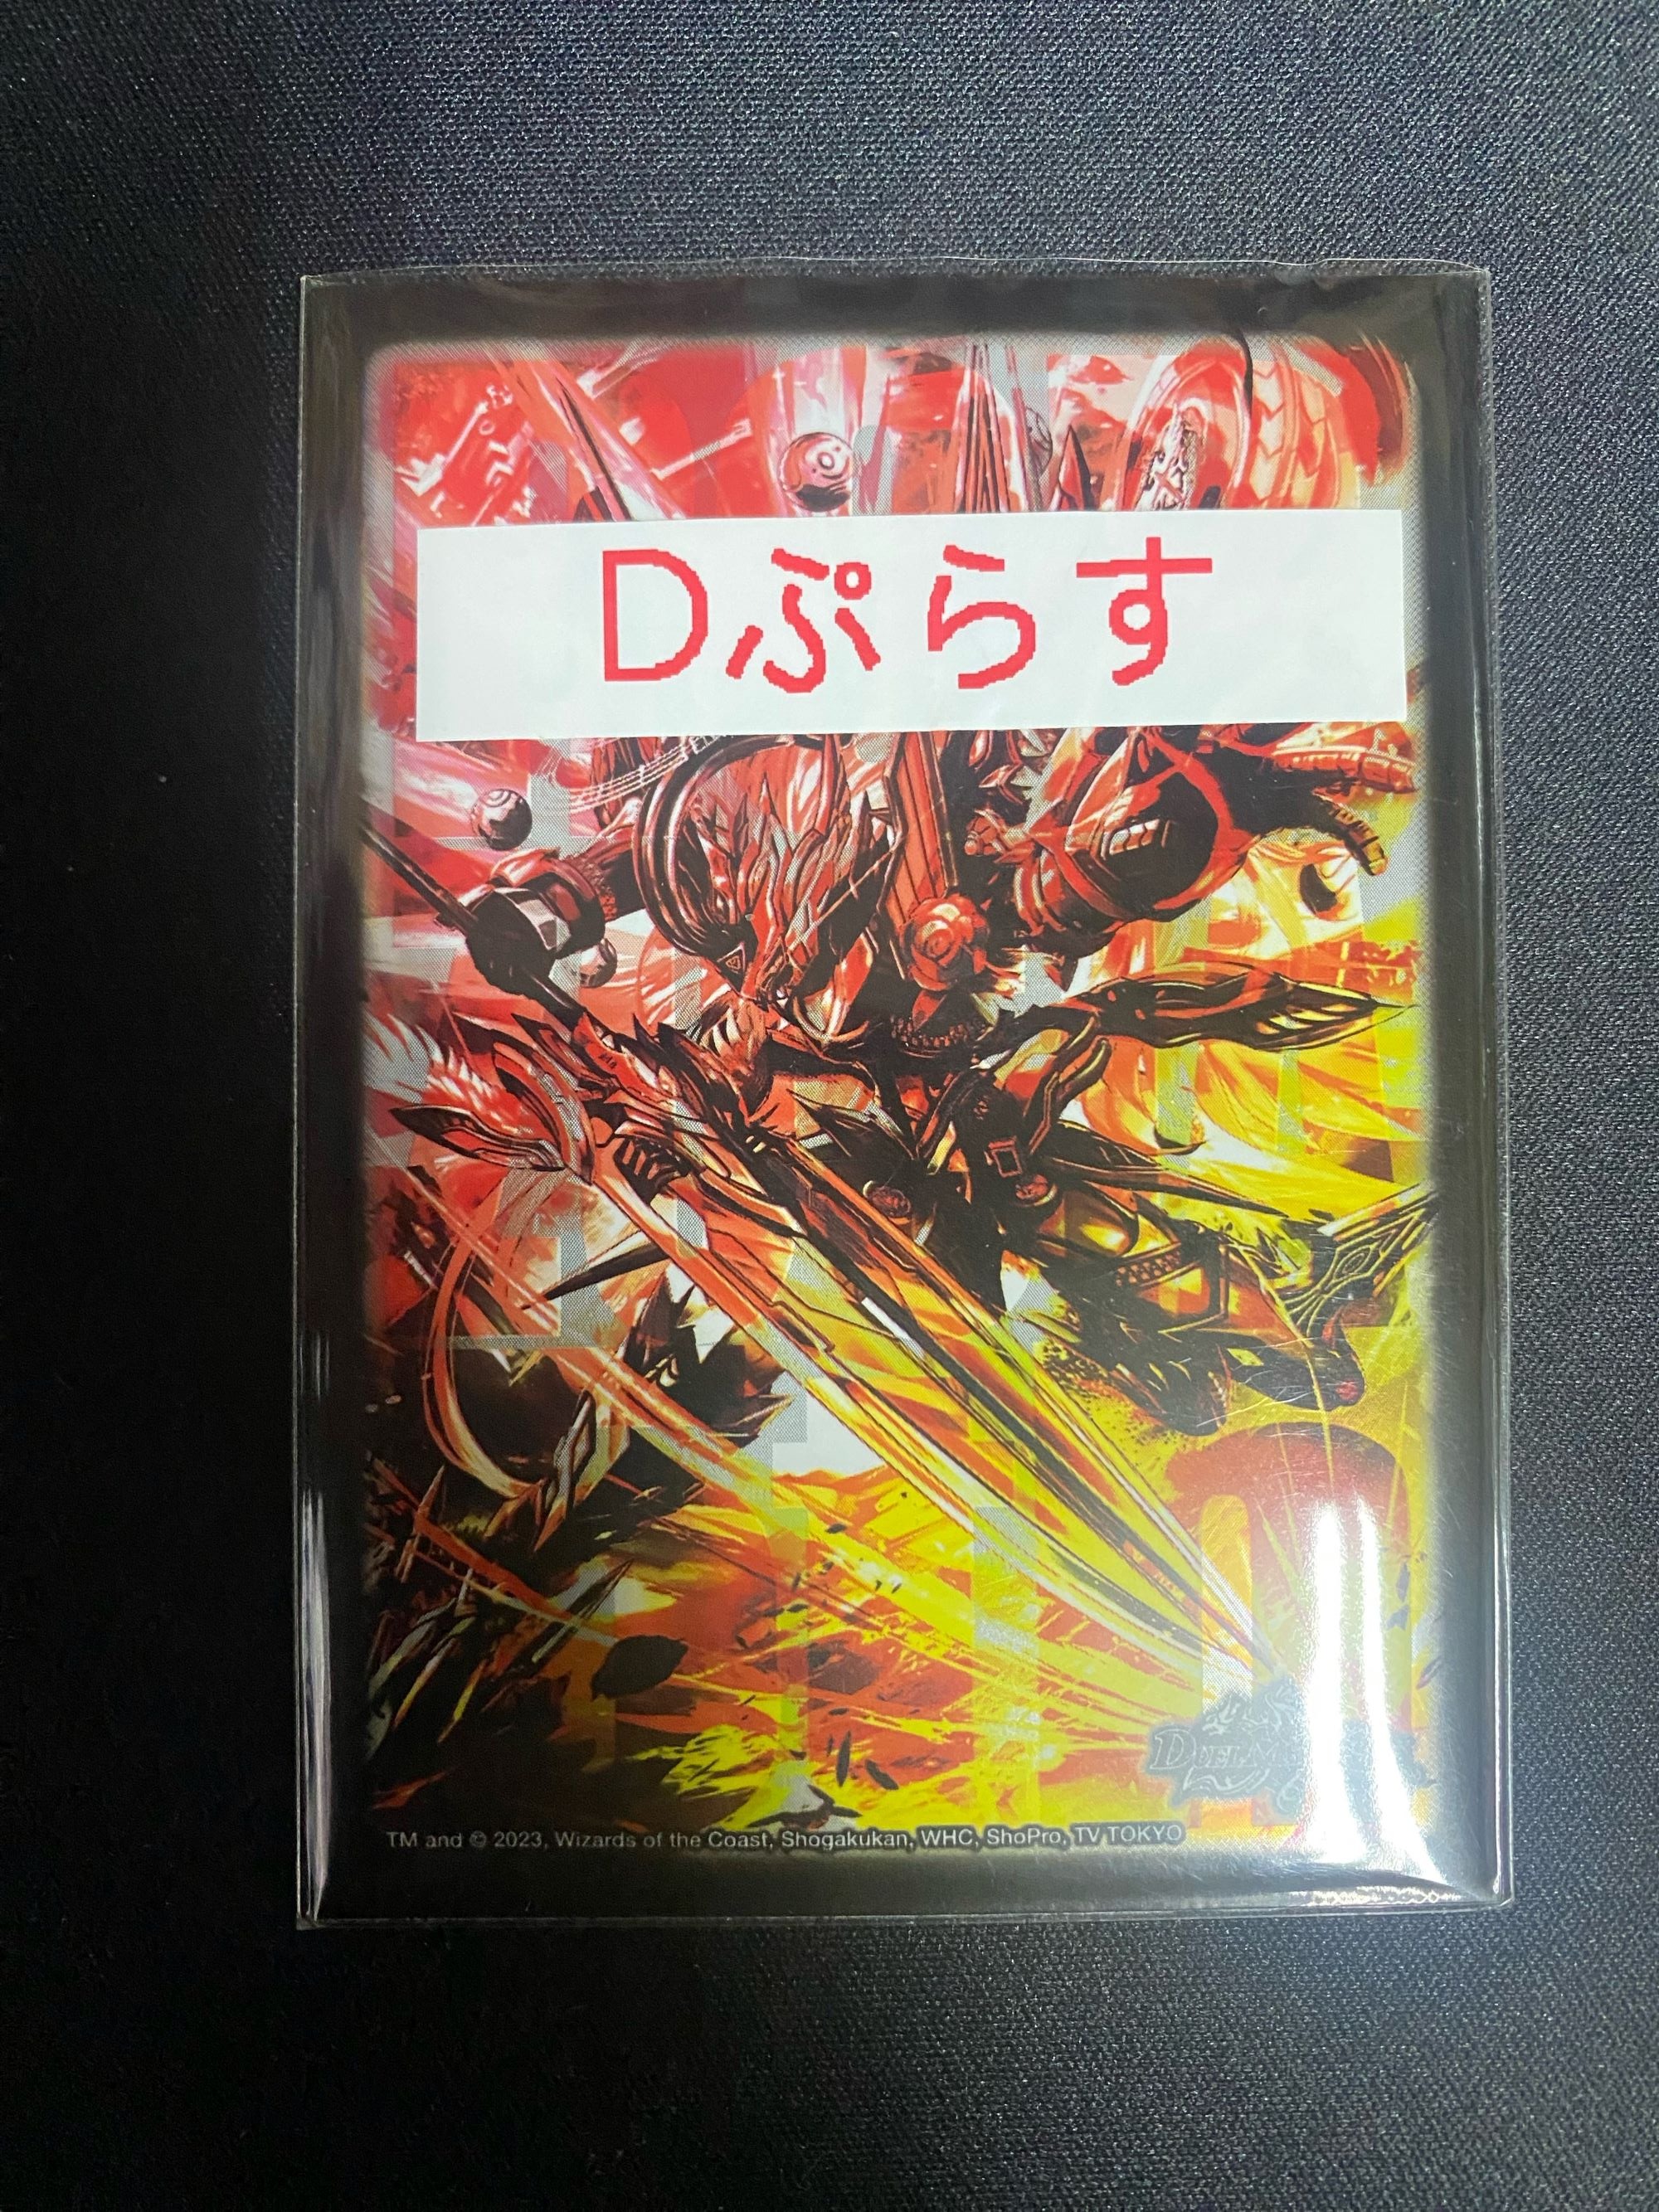 Dぷらす
TM and © 2023, Wizards of the Coast, Shogakukan, WHC, ShoPro, TV TOKYO